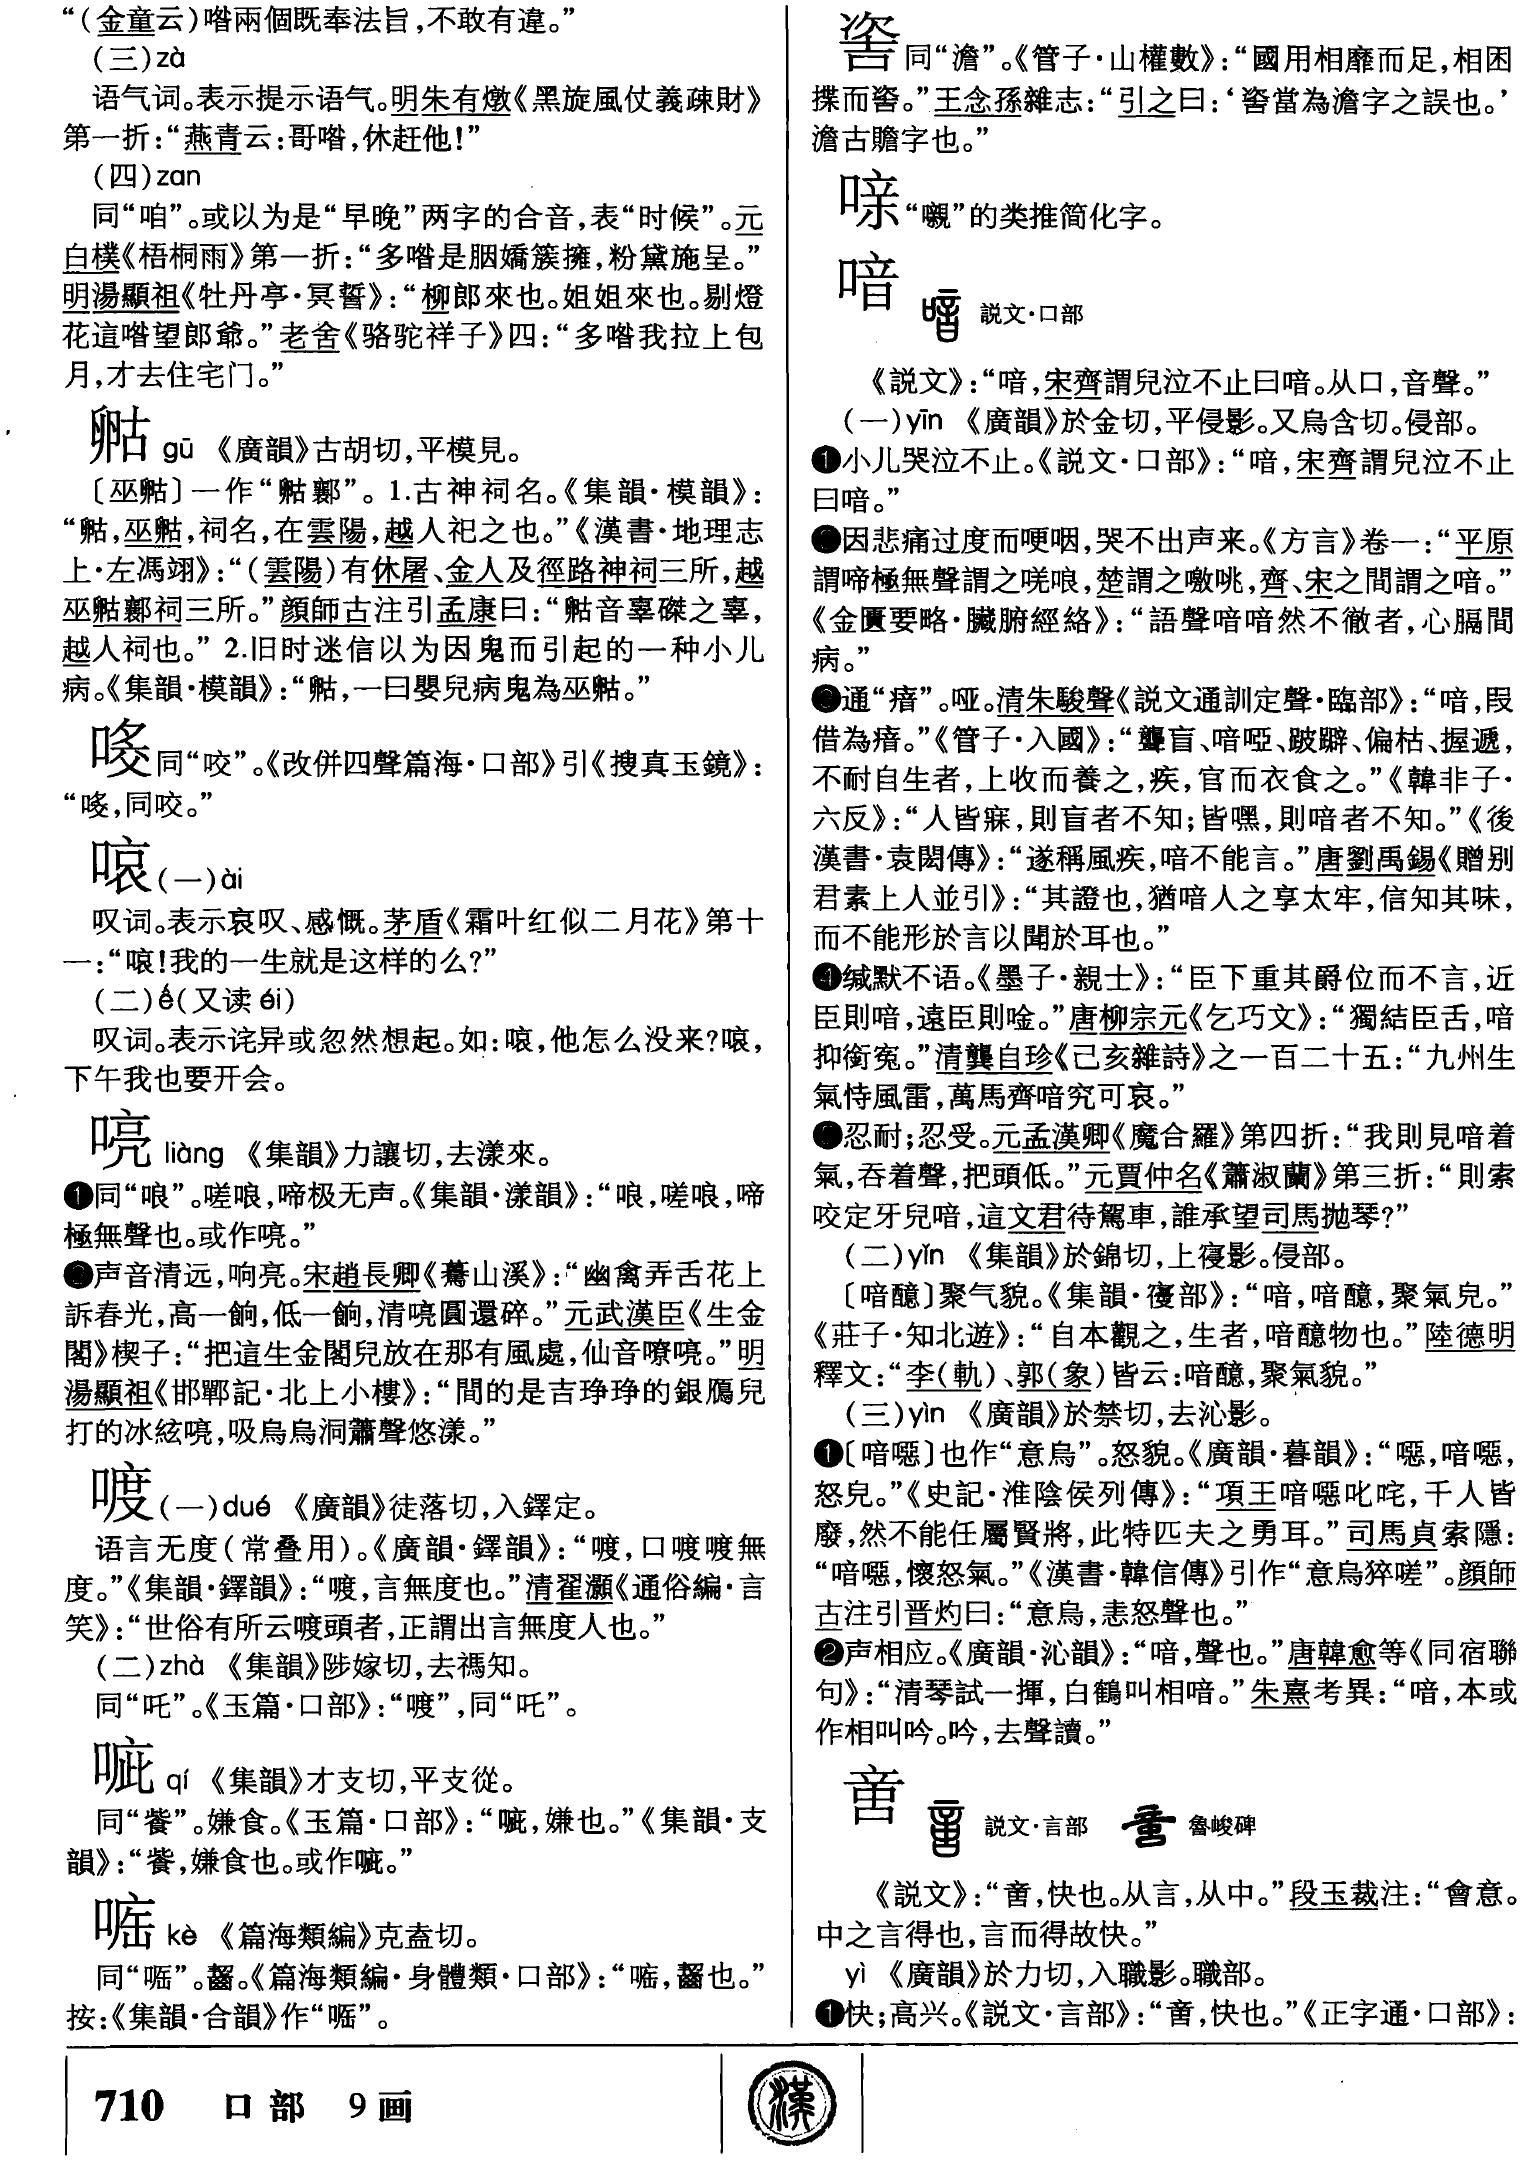 “(金童云)喒兩個既奉法旨,不敢有違。”
(三)zà
语气词。表示提示语气。明朱有燉《黑旋風仗義疎財》
第一折:“燕青云:哥喒,休赶他!”
(四)zan
同“咱”。或以为是“早晚”两字的合音,表“时候”。元
白樸《梧桐雨》第一折:“多喒是胭嬌簇擁,粉黛施呈。”
明湯顯祖《牡丹亭·冥誓》:“柳郎來也。姐姐來也。剔燈
花這喒望郎爺。”老舍《骆驼祥子》四:“多喒我拉上包
月,才去住宅门。”
gū 《廣韻》古胡切,平模見。
一作“”。1.古神祠名。《集韻·模韻》:
祠名,在雲陽,越人祀之也。”《漢書·地理志
上·左馮翊》:“(雲陽)有休屠、金人及徑路神祠三所,越
祠三所。”顔師古注引孟康曰:“音辜磔之辜,
越人祠也。” 2.旧时迷信以为因鬼而引起的一种小儿
病。《集韻·模韻》:“一曰嬰兒病鬼為巫。”
同“咬”。《改併四聲篇海·口部》引《搜真玉鏡》:
同咬。”
㗒(一)ài
叹词。表示哀叹、感慨。茅盾《霜叶红似二月花》第十
一:“㗒!我的一生就是这样的么?”
(二)ế(又读éi)
叹词。表示诧异或忽然想起。如:㗒,他怎么没来?㗒,
下午我也要开会。
喨 liàng 《集韻》力讓切,去漾來。
❶同“哴”。嗟哴,啼极无声。《集韻·漾韻》:“哴,嗟哴,啼
極無聲也。或作喨。”
❷声音清远,响亮。宋趙長卿《驀山溪》:“幽禽弄舌花上
訴春光,高一餉,低一餉,清喨圓還碎。”元武漢臣《生金
閣》楔子:“把這生金閣兒放在那有風處,仙音嘹喨。”明
湯顯祖《邯鄲記·北上小樓》:“間的是吉琤琤的銀鴈兒
打的冰絃喨,吸烏烏洞蕭聲悠漾。”
喥(一)dué 《廣韻》徒落切,入鐸定。
语言无度(常叠用)。《廣韻·鐸韻》:“喥,口喥喥無
度。”《集韻·鐸韻》:“喥,言無度也。”清翟灝《通俗編·言
笑》:“世俗有所云喥頭者,正謂出言無度人也。”
(二)zhà 《集韻》陟嫁切,去禡知。
同“吒”。《玉篇·口部》:“喥”,同“吒”。
qí 《集韻》才支切,平支從。
同“飺”。嫌食。《玉篇·口部》:“嫌也。”《集韻·支
韻》:“飺,嫌食也。或作。”
kè 《篇海類編》克盍切。
齧。《篇海類編·身體類·口部》:“齧也。”
按:《集韻·合韻》作
同“澹”。《管子·山權數》:“國用相靡而足,相困
揲而㗜。”王念孫雜志:“引之曰:‘㗜當為澹字之誤也。’
澹古贍字也。”
“嚫”的类推简化字。
喑 説文·口部
《説文》:“喑,宋齊謂兒泣不止曰喑。从口,音聲。”
(一)yīn 《廣韻》於金切,平侵影。又烏含切。侵部。
❶小儿哭泣不止。《説文·口部》:“喑,宋齊謂兒泣不止
曰喑。”
❷因悲痛过度而哽咽,哭不出声来。《方言》卷一:“平原
謂啼極無聲謂之唴哴,楚謂之噭咷,齊、宋之間謂之喑。”
《金匱要略·臟腑經絡》:“語聲喑喑然不徹者,心膈間
病。”
❸通“瘖”。哑。清朱駿聲《説文通訓定聲·臨部》:“喑,叚
借為瘖。”《管子·入國》:“聾盲、喑啞、跛躃、偏枯、握遞,
不耐自生者,上收而養之,疾,官而衣食之。”《韓非子·
六反》:“人皆寐,則盲者不知;皆嘿,則喑者不知。”《後
漢書·袁閎傳》:“遂稱風疾,喑不能言。”唐劉禹錫《贈别
君素上人並引》:“其證也,猶喑人之享太牢,信知其味,
而不能形於言以聞於耳也。”
❹缄默不语。《墨子·親士》:“臣下重其爵位而不言,近
臣則喑,遠臣則唫。”唐柳宗元《乞巧文》:“獨結臣舌,喑
抑銜冤。”清龔自珍《己亥雜詩》之一百二十五:“九州生
氣恃風雷,萬馬齊喑究可哀。”
❺忍耐;忍受。元孟漢卿《魔合羅》第四折:“我則見喑着
氣,吞着聲,把頭低。”元賈仲名《蕭淑蘭》第三折:“則索
咬定牙兒喑,這文君待駕車,誰承望司馬抛琴?”
(二)yǐn 《集韻》於錦切,上寑影。侵部。
〔喑醷〕聚气貌。《集韻·寑部》:“喑,喑醷,聚氣皃。”
《莊子·知北遊》:“自本觀之,生者,喑醷物也。”陸德明
釋文:“李(軌)、郭(象)皆云:喑醷,聚氣貌。”
(三)yìn 《廣韻》於禁切,去沁影。
❶〔喑噁〕也作“意烏”。怒貌。《廣韻·暮韻》:“噁,喑噁,
怒皃。”《史記·淮陰侯列傳》:“項王喑噁叱咤,千人皆
廢,然不能任屬賢將,此特匹夫之勇耳。”司馬貞索隱:
“喑噁,懷怒氣。”《漢書·韓信傳》引作“意烏猝嗟”。顔師
古注引晋灼曰:“意烏,恚怒聲也。”
❷声相应。《廣韻·沁韻》:“喑,聲也。”唐韓愈等《同宿聯
句》:“清琴試一揮,白鶴叫相喑。”朱熹考異:“喑,本或
作相叫吟。吟,去聲讀。”
啻 説文·言部 魯峻碑
《説文》:“快也。从言,从中。”段玉裁注:“會意。
中之言得也,言而得故快。”
yì 《廣韻》於力切,入職影。職部。
❶快;高兴。《説文·言部》:“快也。”《正字通·口部》:
710 口部 9画
漢